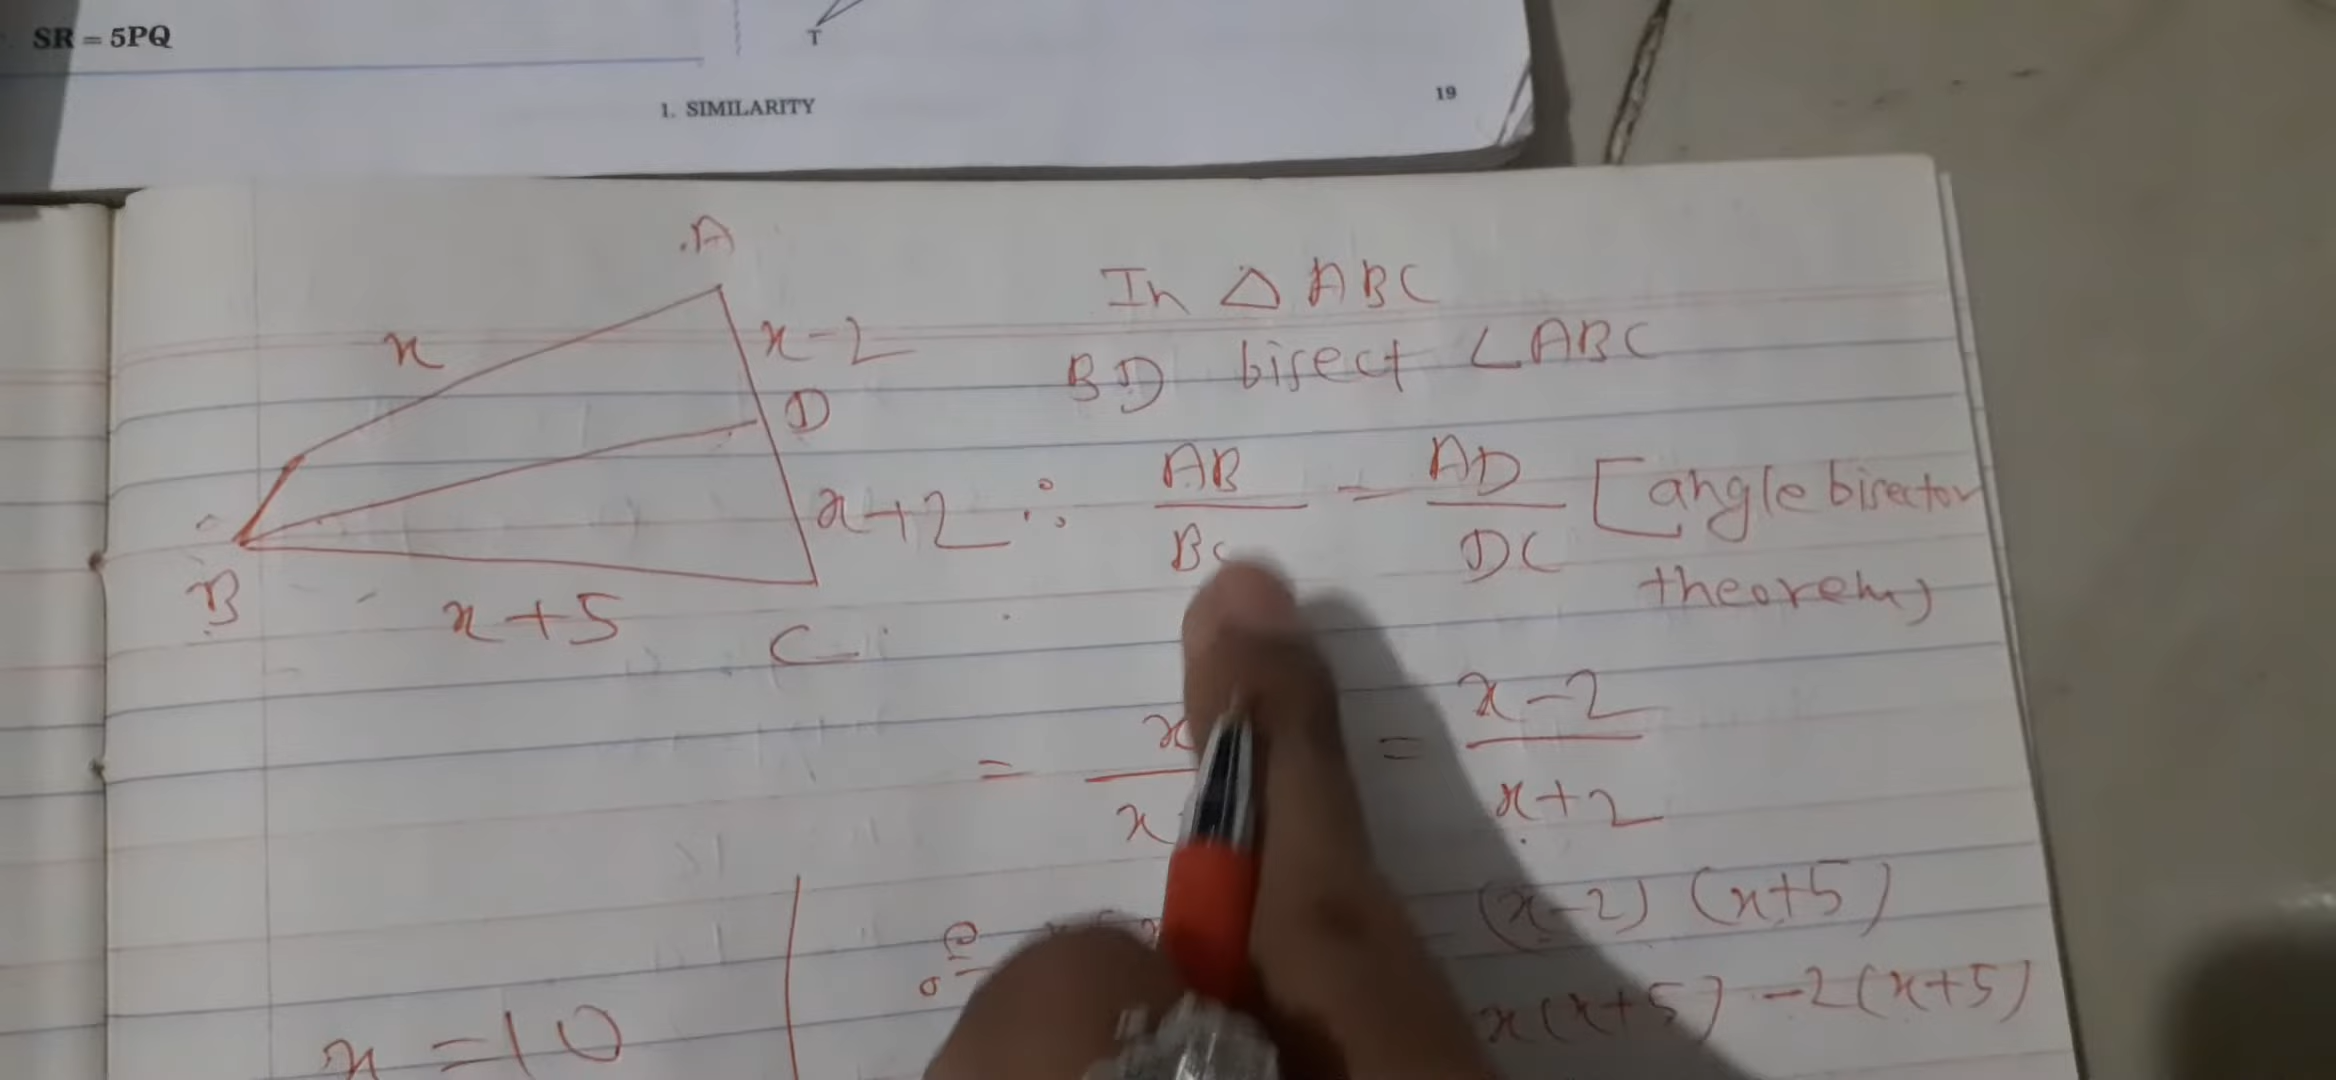 SR = 5PQ
T
1. SIMILARITY
19
A
In △ ABC
x
x-2
BD bisect ∠ABC
D
x+2
∴ AB/BC = AD/DC [angle bisector
theorem]
B
x+5
C
= x/x = x-2/x+2
(x-2) (x+5)
x(x+5) -2(x+5)
x = 10